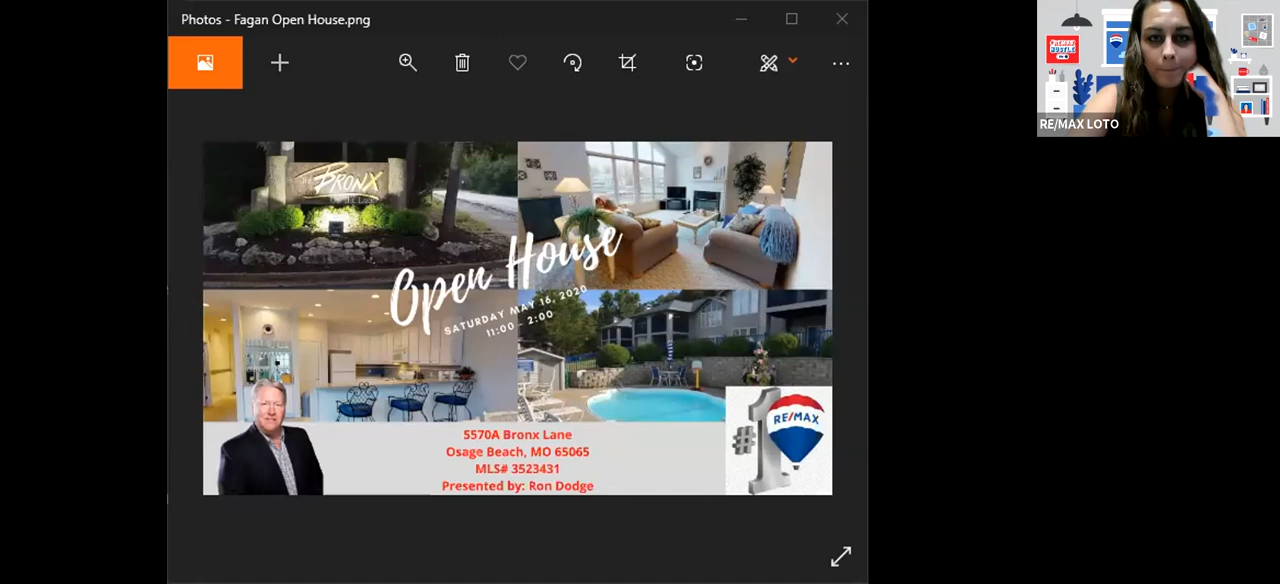 Photos - Fagan Open House.png
BRONX
Open House
SATURDAY MAY 16, 2020
11:00 - 2:00
5570A Bronx Lane
Osage Beach, MO 65065
MLS# 3523431
Presented by: Ron Dodge
#1
RE/MAX
RE/MAX LOTO